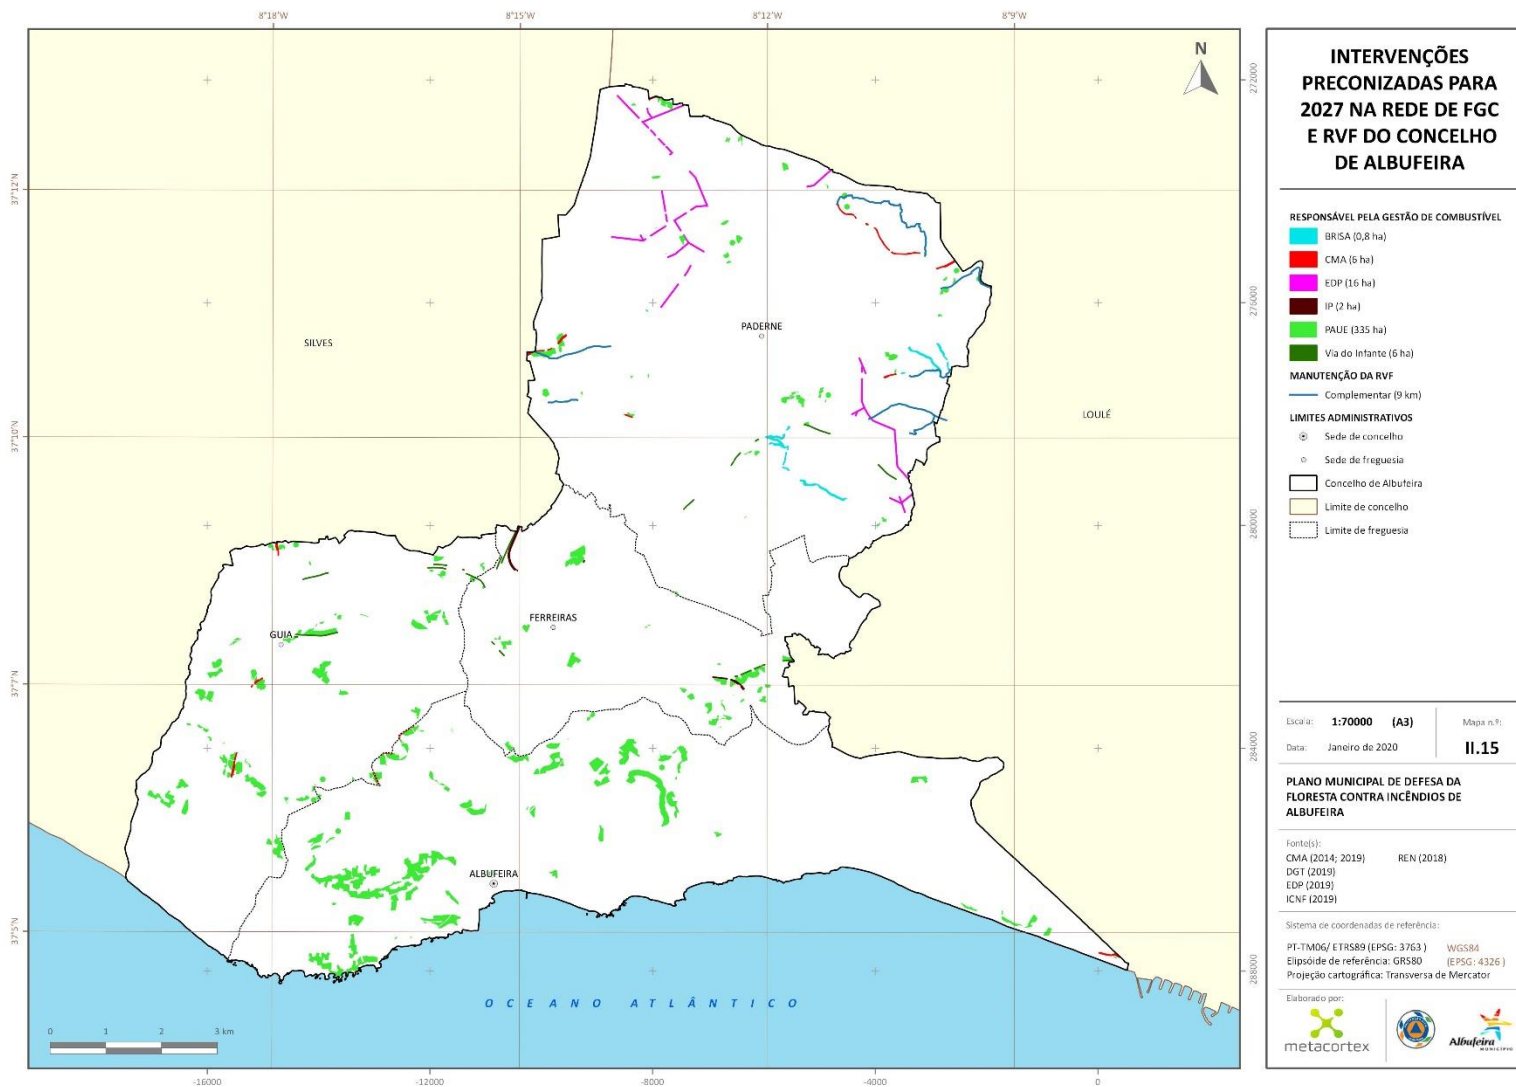 8°18'W
8°15'W
8°12'W
8°9'W
N
37°12'N
37°10'N
37°7'N
37°5'N
272000
276000
280000
284000
288000
SILVES
PADERNE
LOULÉ
FERREIRAS
GUIA
ALBUFEIRA
OCEANO ATLÂNTICO
0 1 2 3 km
-16000
-12000
-8000
-4000
0
INTERVENÇÕES
PRECONIZADAS PARA
2027 NA REDE DE FGC
E RVF DO CONCELHO
DE ALBUFEIRA
RESPONSÁVEL PELA GESTÃO DE COMBUSTÍVEL
BRISA (0,8 ha)
CMA (6 ha)
EDP (16 ha)
IP (2 ha)
PAUE (335 ha)
Via do Infante (6 ha)
MANUTENÇÃO DA RVF
Complementar (9 km)
LIMITES ADMINISTRATIVOS
Sede de concelho
Sede de freguesia
Concelho de Albufeira
Limite de concelho
Limite de freguesia
Escala: 1:70000 (A3)
Mapa n.º:
Data: Janeiro de 2020
II.15
PLANO MUNICIPAL DE DEFESA DA
FLORESTA CONTRA INCÊNDIOS DE
ALBUFEIRA
Fonte(s):
CMA (2014; 2019) REN (2018)
DGT (2019)
EDP (2019)
ICNF (2019)
Sistema de coordenadas de referência:
PT-TM06/ ETRS89 (EPSG: 3763 ) WGS84
Elipsóide de referência: GRS80 (EPSG: 4326 )
Projeção cartográfica: Transversa de Mercator
Elaborado por:
metacortex
Albufeira
MUNICÍPIO